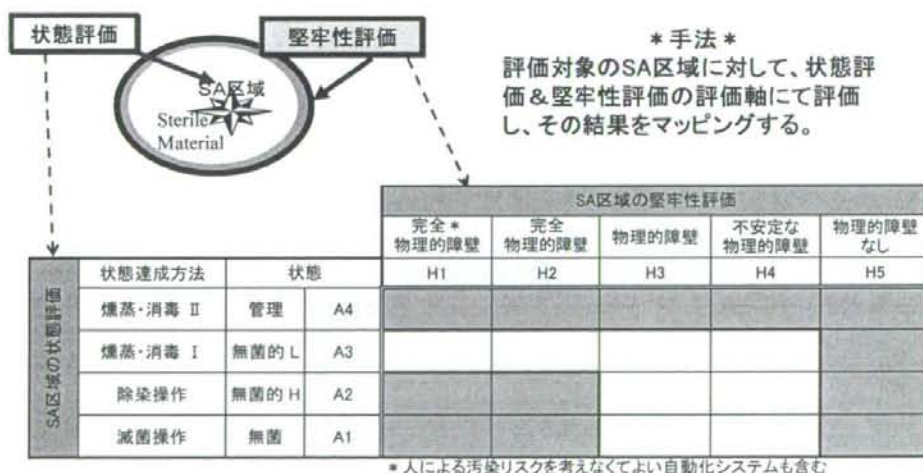 状態評価
堅牢性評価
SA区域
Sterile
Material
*手法*
評価対象のSA区域に対して、状態評
価&堅牢性評価の評価軸にて評価
し、その結果をマッピングする。
SA区域の堅牢性評価
完全* 物理的障壁
完全 物理的障壁
物理的障壁
不安定な 物理的障壁
物理的障壁 なし
SA区域の状態評価
状態達成方法 状態 H1 H2 H3 H4 H5
燻蒸・消毒 II 管理 A4
燻蒸・消毒 I 無菌的 L A3
除染操作 無菌的 H A2
滅菌操作 無菌 A1
* 人による汚染リスクを考えなくてよい自動化システムも含む